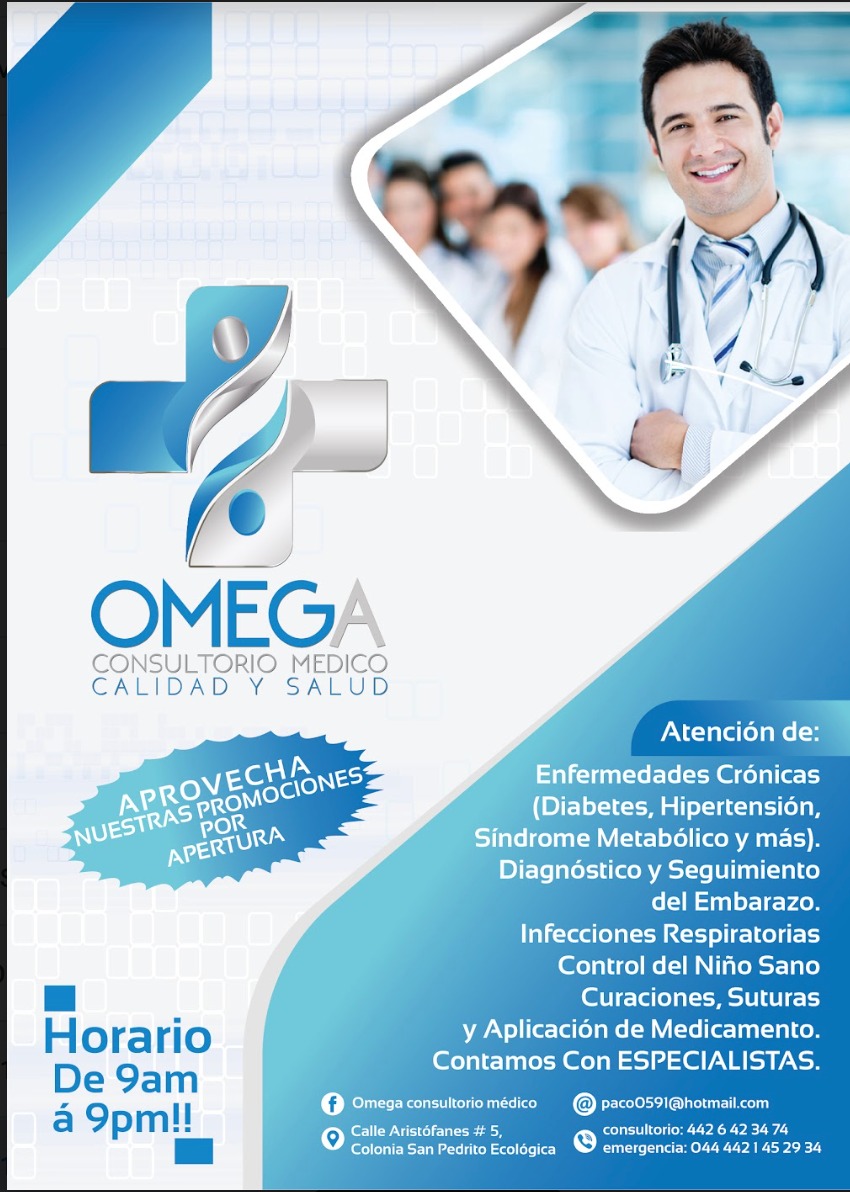 OMEGA
CONSULTORIO MEDICO
CALIDAD Y SALUD
APROVECHA
NUESTRAS PROMOCIONES
POR
APERTURA
Atención de:
Enfermedades Crónicas
(Diabetes, Hipertensión,
Síndrome Metabólico y más).
Diagnóstico y Seguimiento
del Embarazo.
Infecciones Respiratorias
Control del Niño Sano
Curaciones, Suturas
y Aplicación de Medicamento.
Contamos Con ESPECIALISTAS.
Horario
De 9am
á 9pm!!
Omega consultorio médico
Calle Aristófanes # 5,
Colonia San Pedrito Ecológica
paco0591@hotmail.com
consultorio: 442 6 42 34 74
emergencia: 044 442 1 45 29 34